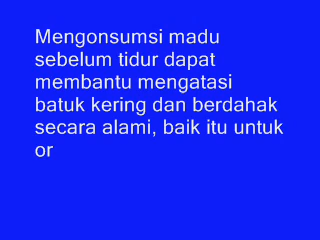 Mengonsumsi madu
sebelum tidur dapat
membantu mengatasi
batuk kering dan berdahak
secara alami, baik itu untuk
or